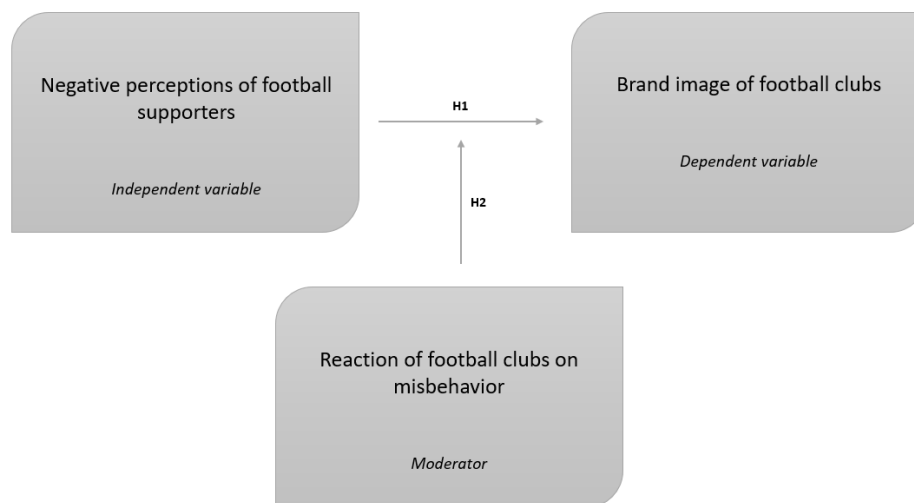 Negative perceptions of football
supporters
Independent variable
H1
Brand image of football clubs
Dependent variable
H2
Reaction of football clubs on
misbehavior
Moderator